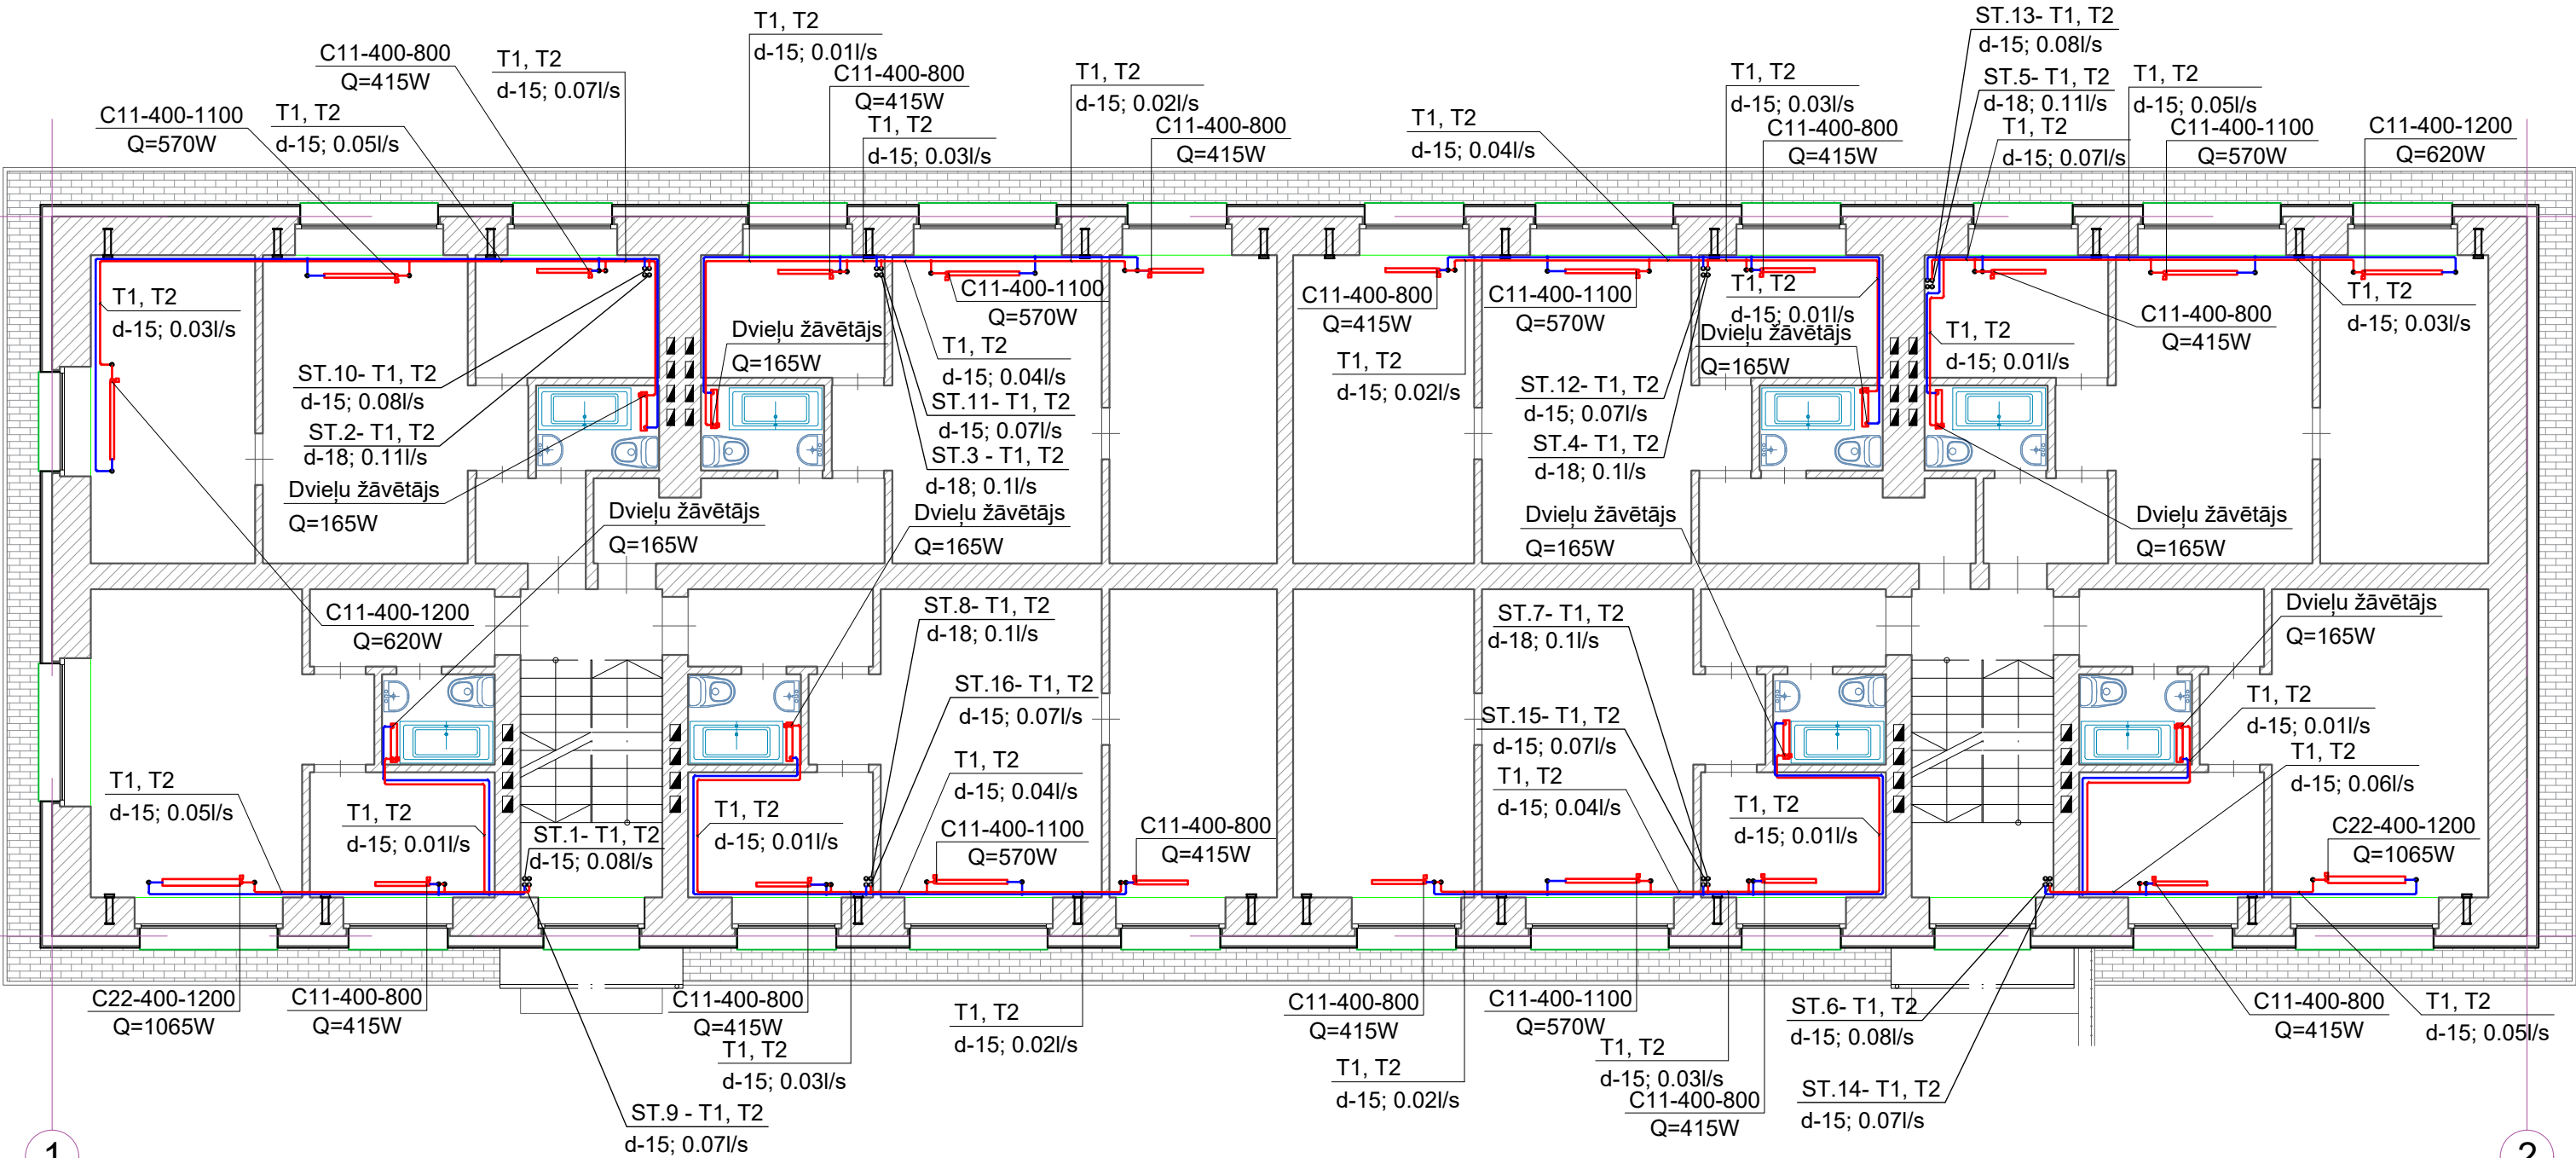 T1, T2
d-15; 0.01l/s
ST.13- T1, T2
d-15; 0.08l/s
C11-400-800
Q=415W
T1, T2
d-15; 0.07l/s
C11-400-800
Q=415W
T1, T2
d-15; 0.02l/s
T1, T2
d-15; 0.03l/s
ST.5- T1, T2
d-18; 0.11l/s
T1, T2
d-15; 0.05l/s
C11-400-1100
Q=570W
T1, T2
d-15; 0.05l/s
T1, T2
d-15; 0.03l/s
C11-400-800
Q=415W
T1, T2
d-15; 0.04l/s
C11-400-800
Q=415W
T1, T2
d-15; 0.07l/s
C11-400-1100
Q=570W
C11-400-1200
Q=620W
T1, T2
d-15; 0.03l/s
C11-400-1100
Q=570W
C11-400-800
Q=415W
C11-400-1100
Q=570W
T1, T2
d-15; 0.01l/s
C11-400-800
Q=415W
T1, T2
d-15; 0.03l/s
Dvieļu žāvētājs
Q=165W
T1, T2
d-15; 0.04l/s
T1, T2
d-15; 0.02l/s
Dvieļu žāvētājs
Q=165W
T1, T2
d-15; 0.01l/s
ST.10- T1, T2
d-15; 0.08l/s
ST.2- T1, T2
d-18; 0.11l/s
ST.11- T1, T2
d-15; 0.07l/s
ST.3 - T1, T2
d-18; 0.1l/s
ST.12- T1, T2
d-15; 0.07l/s
ST.4- T1, T2
d-18; 0.1l/s
Dvieļu žāvētājs
Q=165W
Dvieļu žāvētājs
Q=165W
Dvieļu žāvētājs
Q=165W
Dvieļu žāvētājs
Q=165W
Dvieļu žāvētājs
Q=165W
C11-400-1200
Q=620W
ST.8- T1, T2
d-18; 0.1l/s
ST.7- T1, T2
d-18; 0.1l/s
Dvieļu žāvētājs
Q=165W
ST.16- T1, T2
d-15; 0.07l/s
ST.15- T1, T2
d-15; 0.07l/s
T1, T2
d-15; 0.01l/s
T1, T2
d-15; 0.05l/s
T1, T2
d-15; 0.01l/s
ST.1- T1, T2
d-15; 0.08l/s
T1, T2
d-15; 0.01l/s
T1, T2
d-15; 0.04l/s
C11-400-1100
Q=570W
C11-400-800
Q=415W
T1, T2
d-15; 0.04l/s
T1, T2
d-15; 0.01l/s
T1, T2
d-15; 0.06l/s
C22-400-1200
Q=1065W
C22-400-1200
Q=1065W
C11-400-800
Q=415W
C11-400-800
Q=415W
T1, T2
d-15; 0.03l/s
T1, T2
d-15; 0.02l/s
C11-400-800
Q=415W
T1, T2
d-15; 0.02l/s
C11-400-1100
Q=570W
T1, T2
d-15; 0.03l/s
C11-400-800
Q=415W
ST.6- T1, T2
d-15; 0.08l/s
ST.14- T1, T2
d-15; 0.07l/s
C11-400-800
Q=415W
T1, T2
d-15; 0.05l/s
ST.9 - T1, T2
d-15; 0.07l/s
1
2